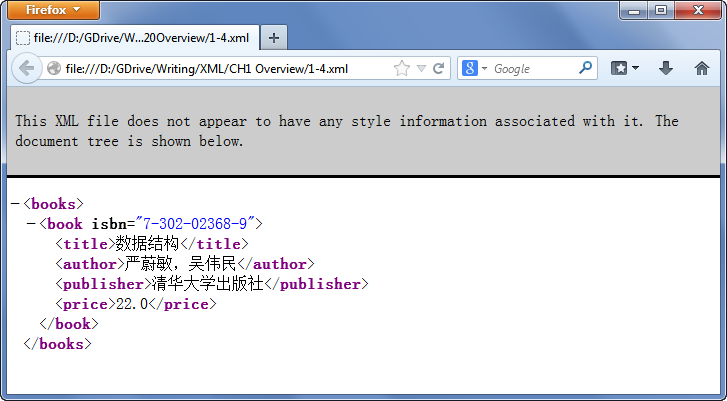 Firefox
file:///D:/GDrive/W...20Overview/1-4.xml
file:///D:/GDrive/Writing/XML/CH1 Overview/1-4.xml
Google
This XML file does not appear to have any style information associated with it. The
document tree is shown below.
−<books>
−<book isbn="7-302-02368-9">
<title>数据结构</title>
<author>严蔚敏，吴伟民</author>
<publisher>清华大学出版社</publisher>
<price>22.0</price>
</book>
</books>